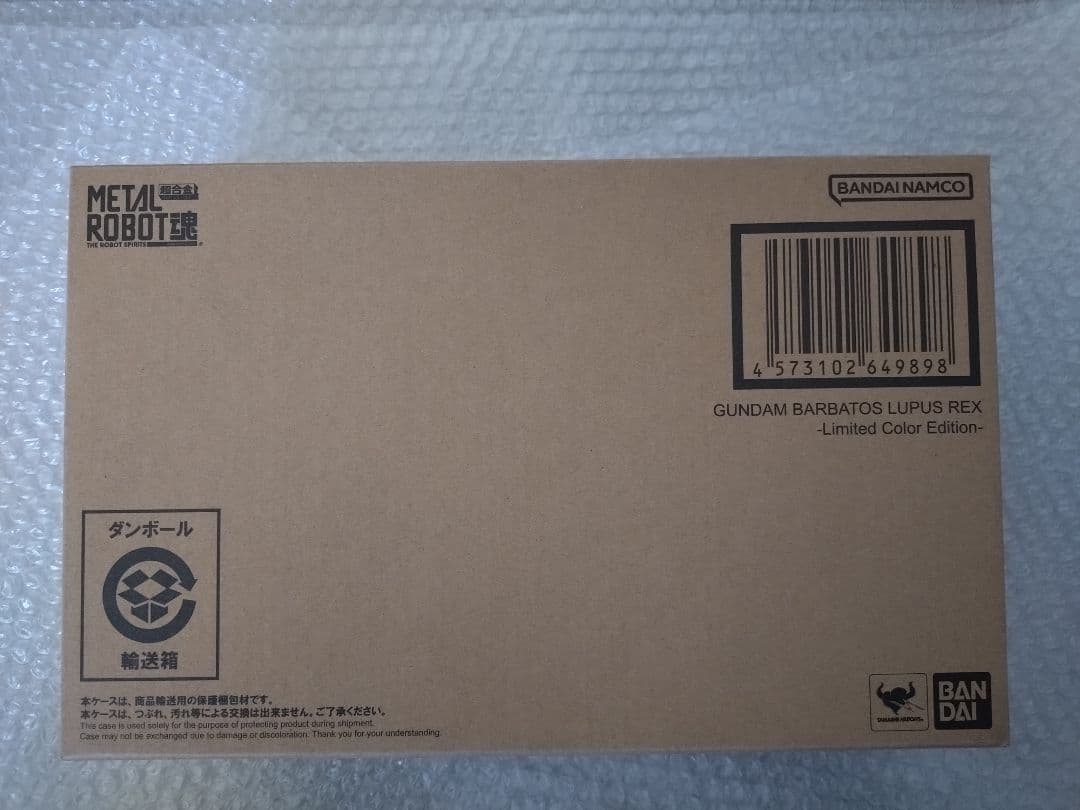 METAL 超合金
ROBOT魂
THE ROBOT SPIRITS
BANDAI NAMCO
4 573102 649898
GUNDAM BARBATOS LUPUS REX
-Limited Color Edition-
ダンボール
輸送箱
本ケースは、商品輸送用の保護梱包材です。
本ケースは、つぶれ、汚れ等による交換は出来ません。ご了承ください。
This case is used solely for the purpose of protecting product during shipment.
Case may not be exchanged due to damage or discoloration. Thank you for your understanding.
TAMASHII NATIONS
BAN
DAI